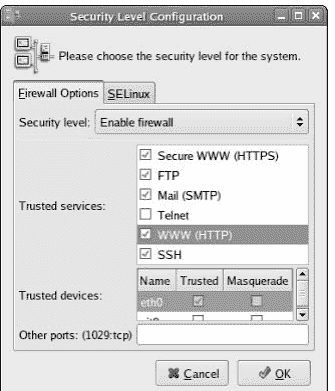 Security Level Configuration
Please choose the security level for the system.
Firewall Options SELinux
Security level: Enable firewall
Secure WWW (HTTPS)
FTP
Mail (SMTP)
Telnet
WWW (HTTP)
SSH
Trusted services:
Name Trusted Masquerade
eth0
Trusted devices:
Other ports: (1029:tcp)
Cancel OK